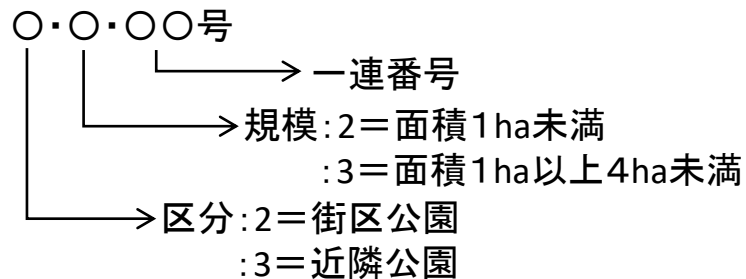 ○・○・○○号
一連番号
規模:2＝面積1ha未満
:3＝面積1ha以上4ha未満
区分:2＝街区公園
:3＝近隣公園